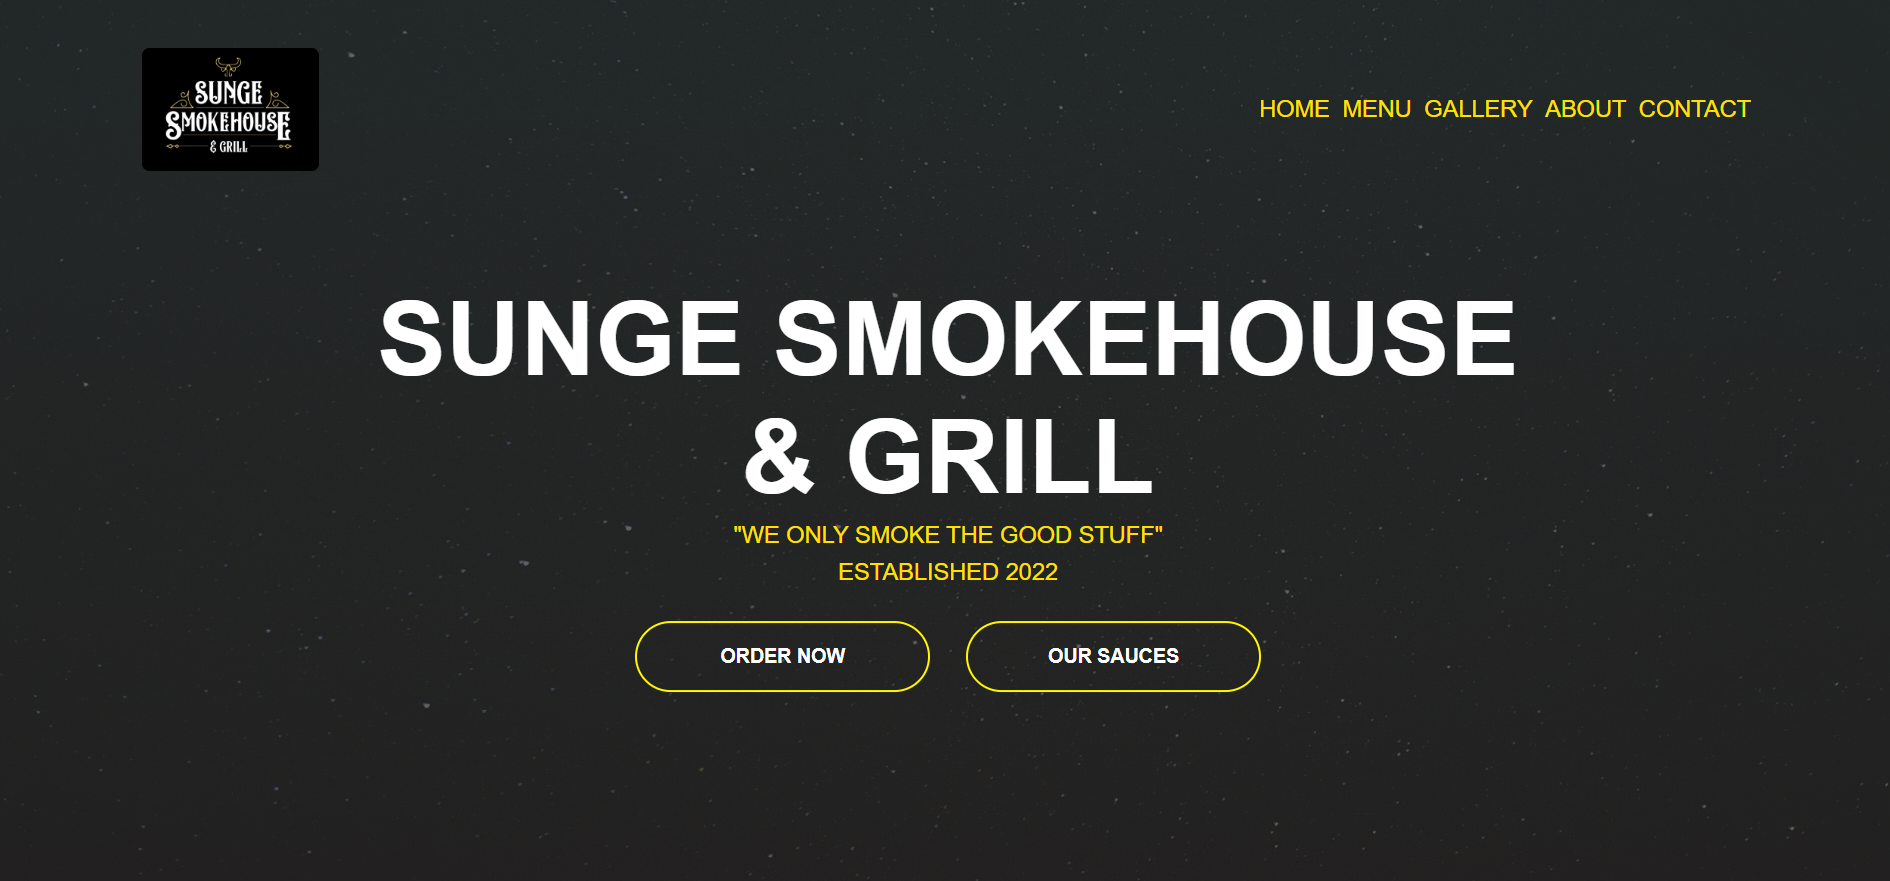 SUNGE
SMOKEHOUSE
& GRILL
HOME MENU GALLERY ABOUT CONTACT
SUNGE SMOKEHOUSE
& GRILL
"WE ONLY SMOKE THE GOOD STUFF"
ESTABLISHED 2022
ORDER NOW
OUR SAUCES